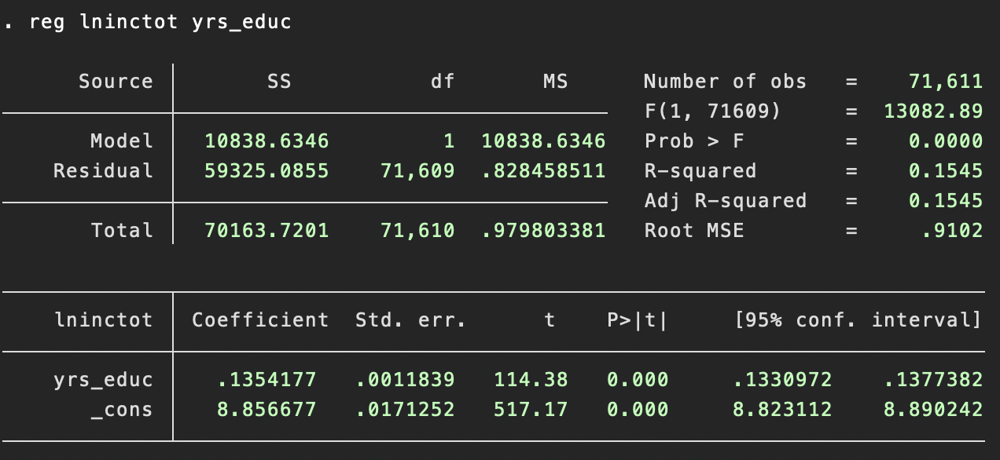 . reg lninctot yrs_educ
Source SS df MS Number of obs = 71,611
F(1, 71609) = 13082.89
Model 10838.6346 1 10838.6346 Prob > F = 0.0000
Residual 59325.0855 71,609 .828458511 R-squared = 0.1545
Adj R-squared = 0.1545
Total 70163.7201 71,610 .979803381 Root MSE = .9102
lninctot Coefficient Std. err. t P>|t| [95% conf. interval]
yrs_educ .1354177 .0011839 114.38 0.000 .1330972 .1377382
_cons 8.856677 .0171252 517.17 0.000 8.823112 8.890242